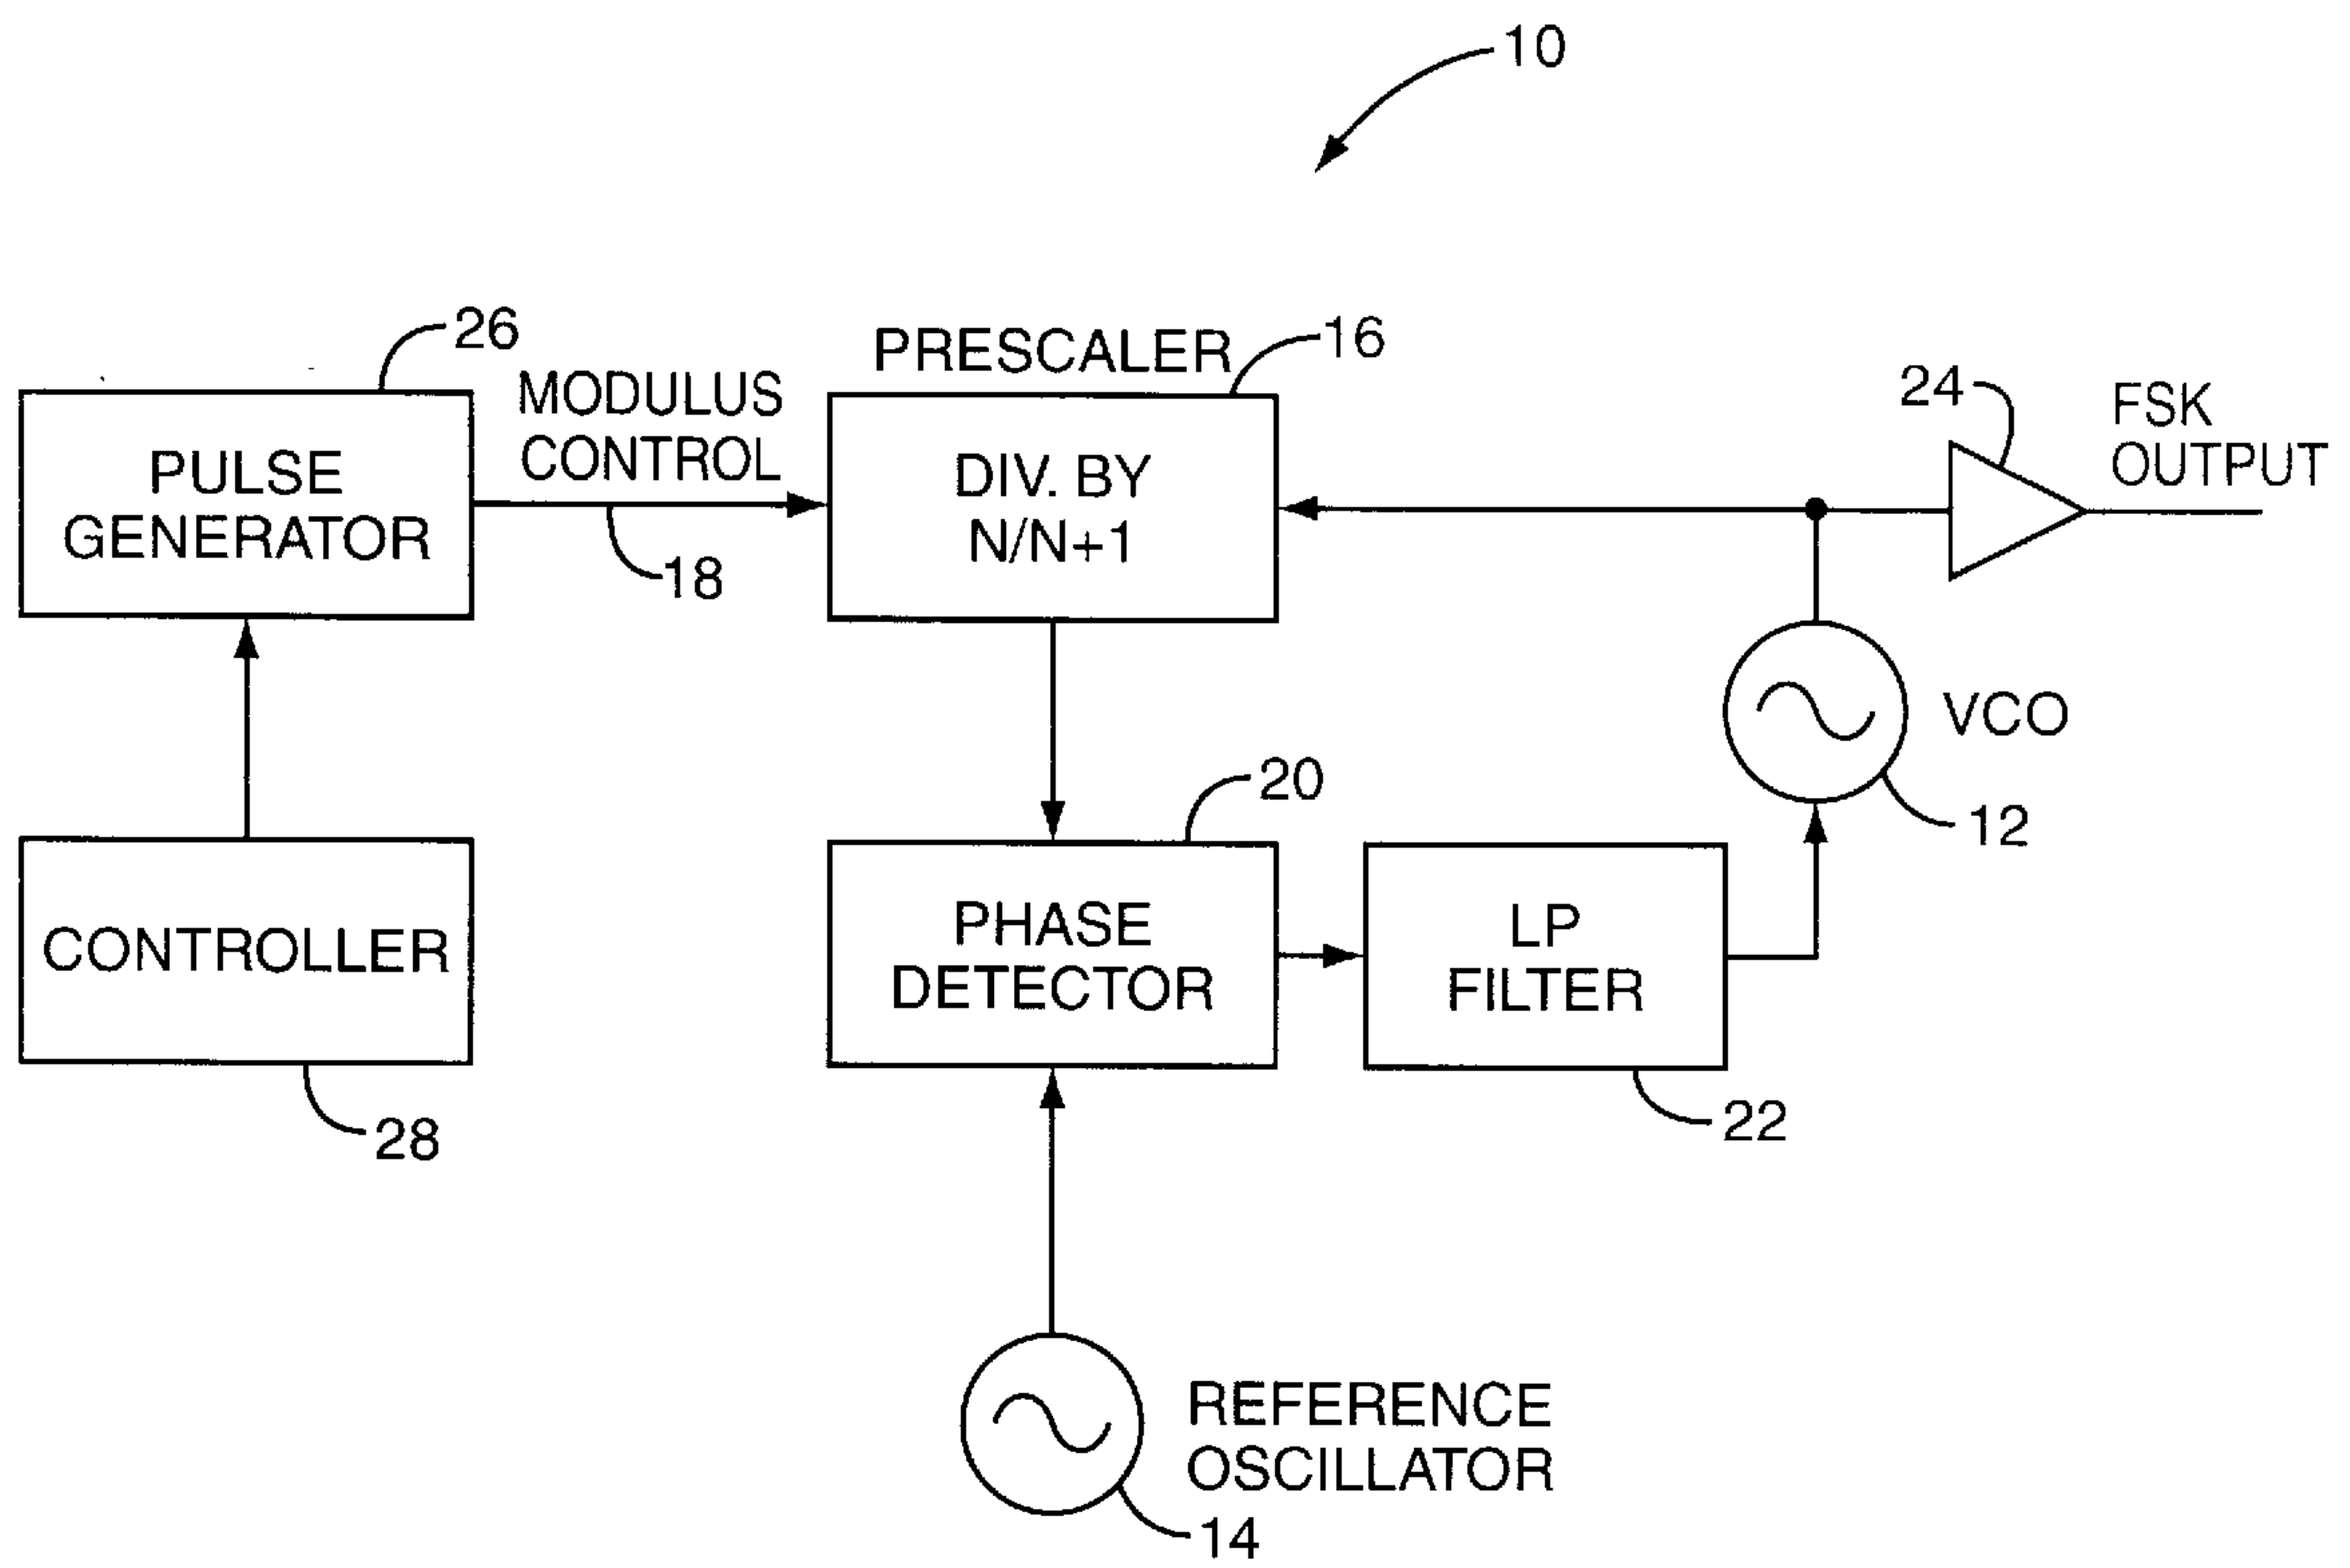 10
26
MODULUS
CONTROL
PRESCALER
16
24
FSK
OUTPUT
PULSE
GENERATOR
18
DIV. BY
N/N+1
VCO
12
20
CONTROLLER
28
PHASE
DETECTOR
LP
FILTER
22
REFERENCE
OSCILLATOR
14